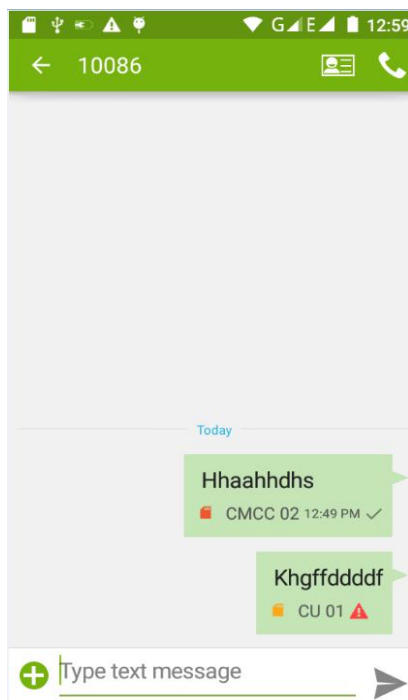 G E 12:59
10086
Today
Hhaahhdhs
CMCC 02 12:49 PM
Khgffddddf
CU 01
Type text message